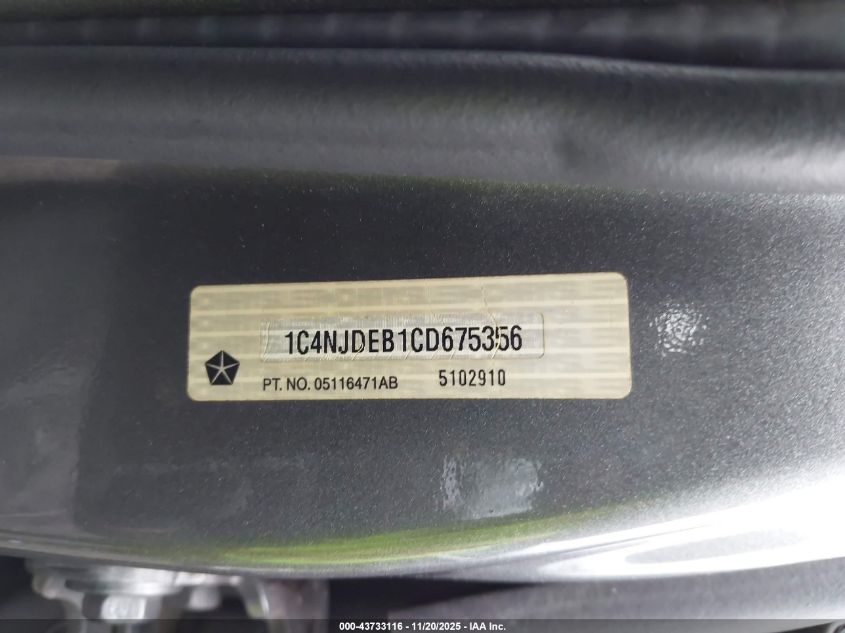 1C4NJDEB1CD675356
PT. NO. 05116471AB 5102910
000-43733116 - 11/20/2025 - IAA Inc.